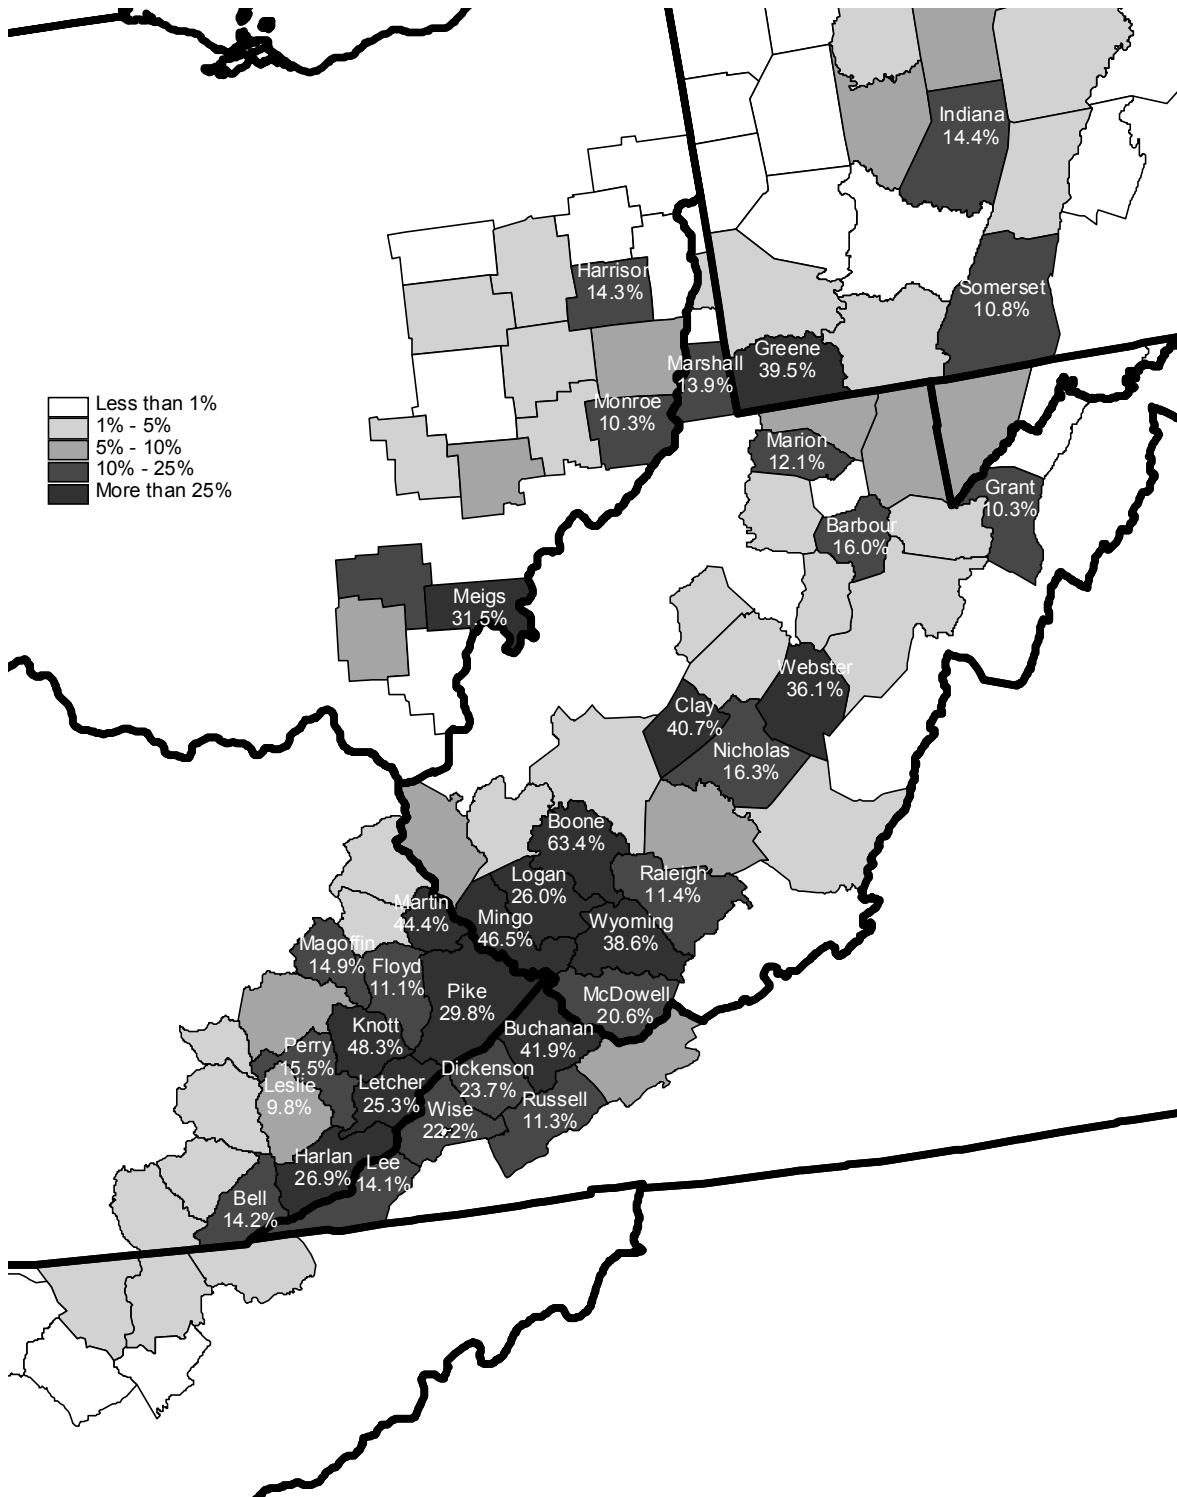 Indiana
14.4%
Harrison
14.3%
Somerset
10.8%
Greene
39.5%
Marshall
13.9%
Monroe
10.3%
Less than 1%
1% - 5%
5% - 10%
10% - 25%
More than 25%
Marion
12.1%
Grant
10.3%
Barbour
16.0%
Meigs
31.5%
Webster
36.1%
Clay
40.7%
Nicholas
16.3%
Boone
63.4%
Logan
26.0%
Raleigh
11.4%
Martin
44.4%
Mingo
46.5%
Wyoming
38.6%
Magoffin
14.9%
Floyd
11.1%
Pike
29.8%
McDowell
20.6%
Knott
48.3%
Buchanan
41.9%
Perry
15.5%
Dickenson
23.7%
Leslie
9.8%
Letcher
25.3%
Russell
11.3%
Wise
22.2%
Harlan
26.9%
Lee
14.1%
Bell
14.2%